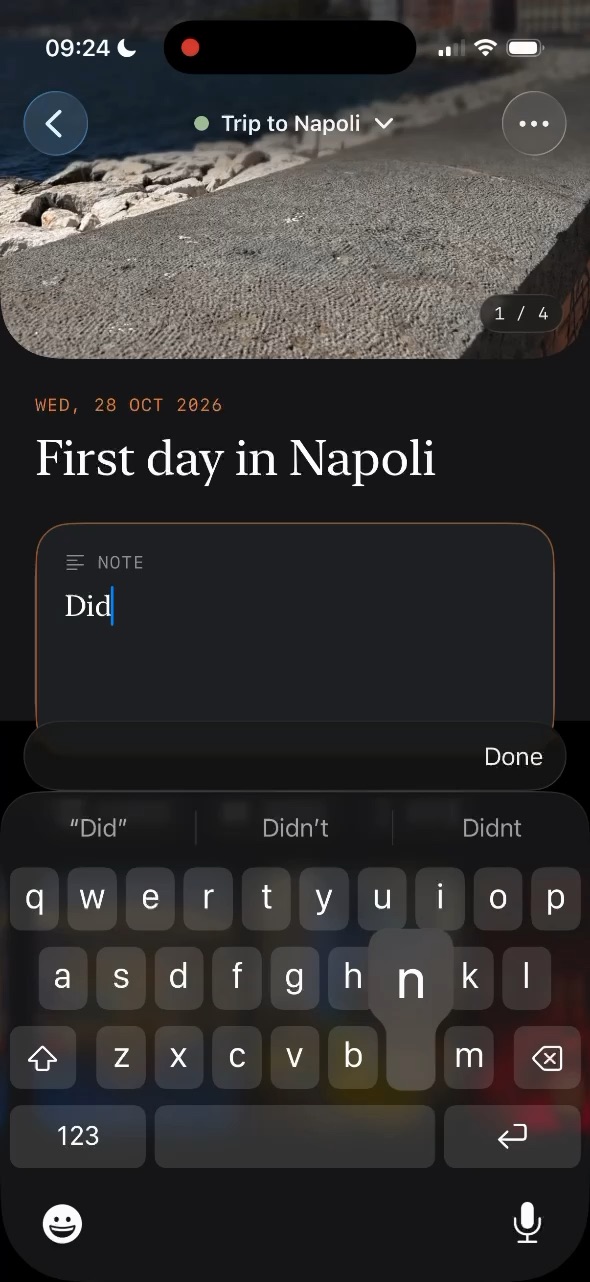 09:24
Trip to Napoli
1 / 4
WED, 28 OCT 2026
First day in Napoli
NOTE
Did
Done
“Did” Didn’t Didnt
q w e r t y u i o p
a s d f g h k l
n
z x c v b m
123